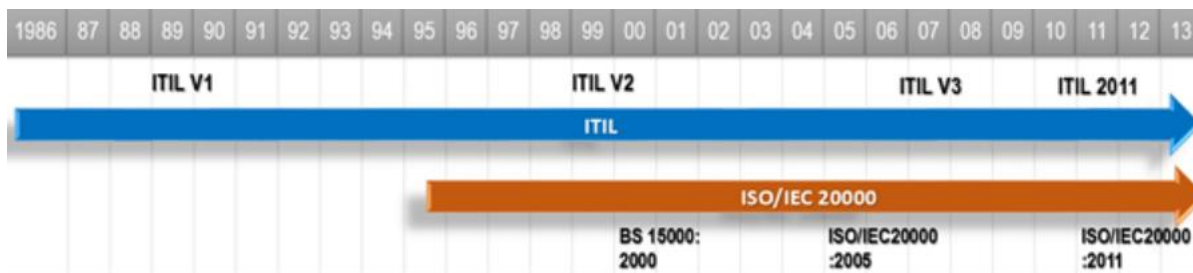 1986 87 88 89 90 91 92 93 94 95 96 97 98 99 00 01 02 03 04 05 06 07 08 09 10 11 12 13
ITIL V1 ITIL V2 ITIL V3 ITIL 2011
ITIL
ISO/IEC 20000
BS 15000: ISO/IEC20000 ISO/IEC20000
2000 :2005 :2011